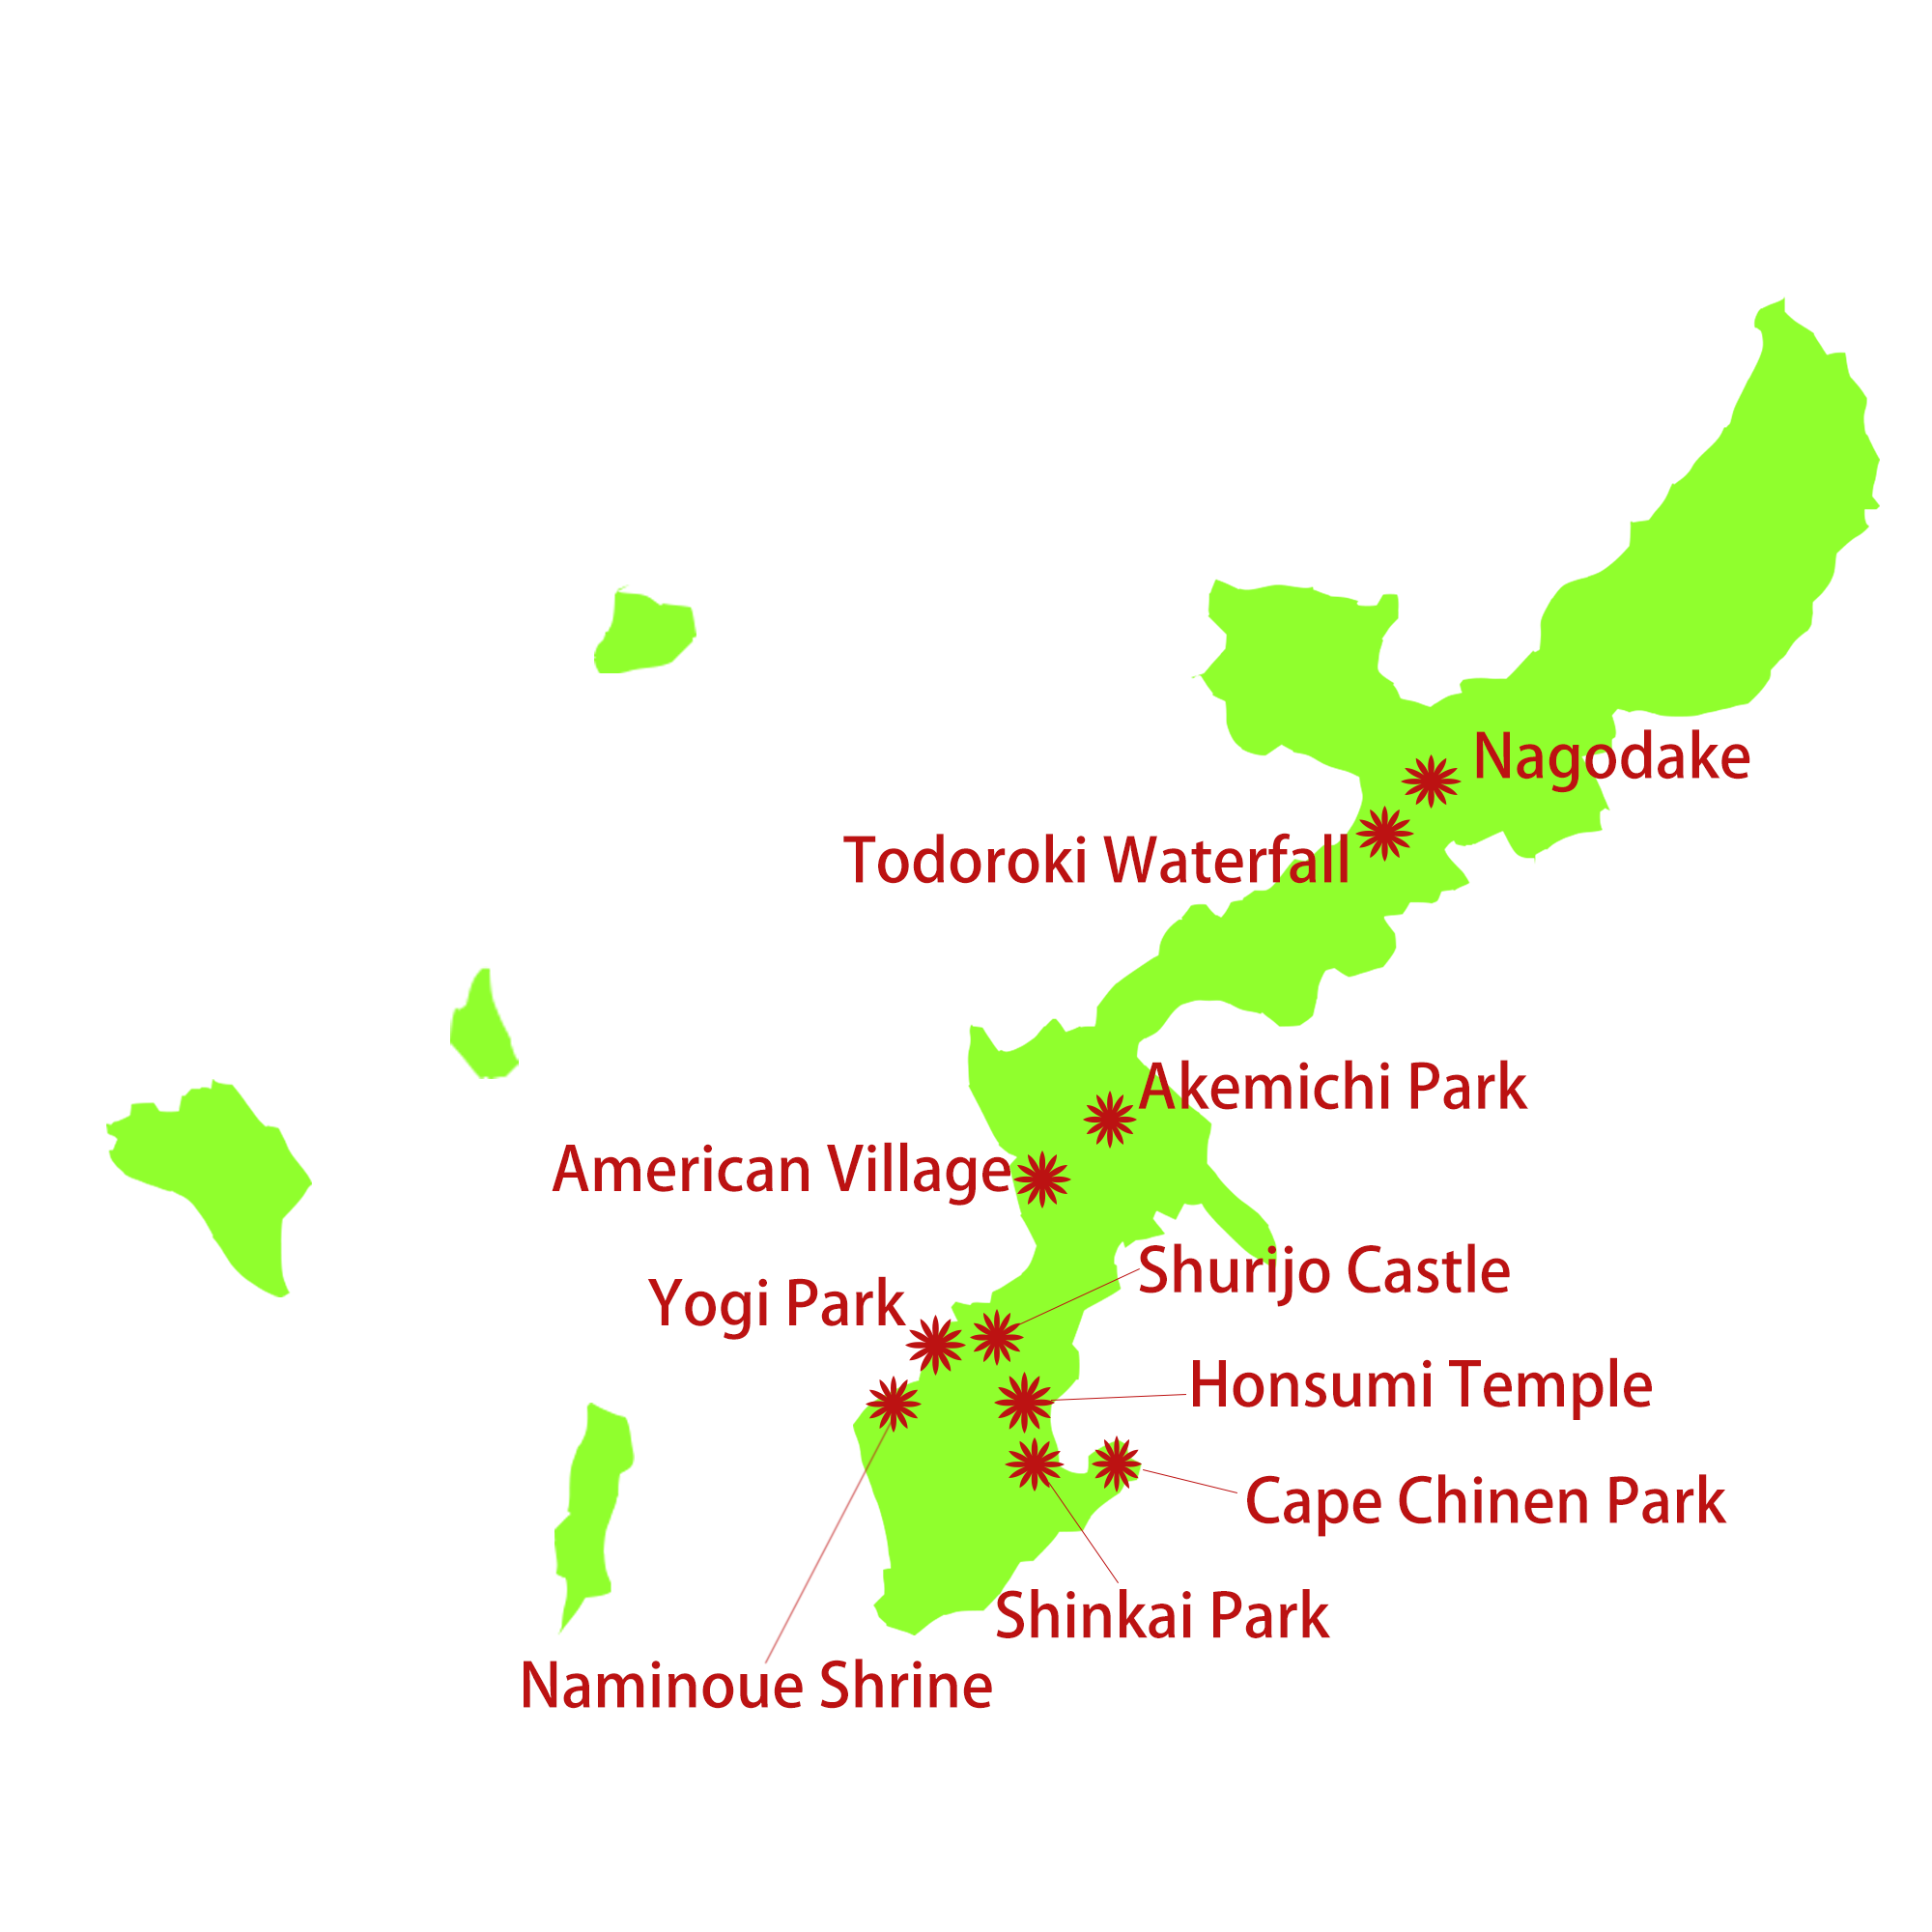 Nagodake
Todoroki Waterfall
Akemichi Park
American Village
Shurijo Castle
Yogi Park
Honsumi Temple
Cape Chinen Park
Shinkai Park
Naminoue Shrine